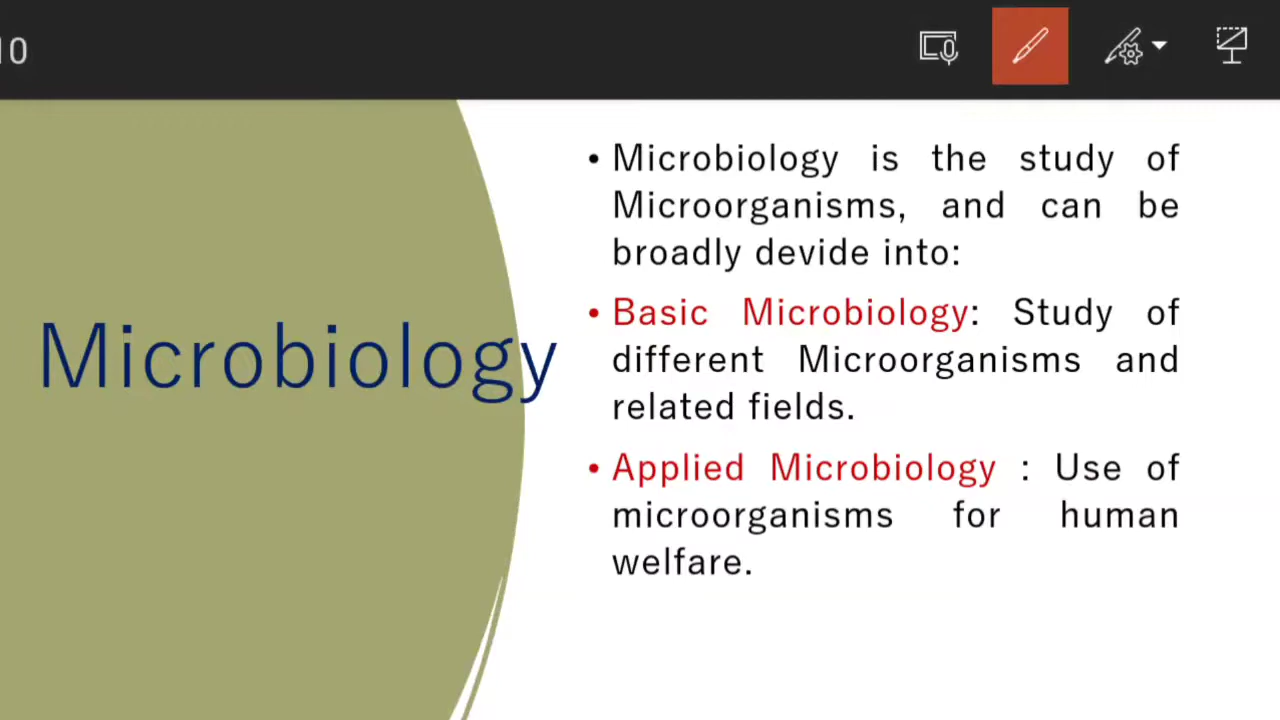 10
Microbiology
• Microbiology is the study of
Microorganisms, and can be
broadly devide into:
• Basic Microbiology: Study of
different Microorganisms and
related fields.
• Applied Microbiology : Use of
microorganisms for human
welfare.